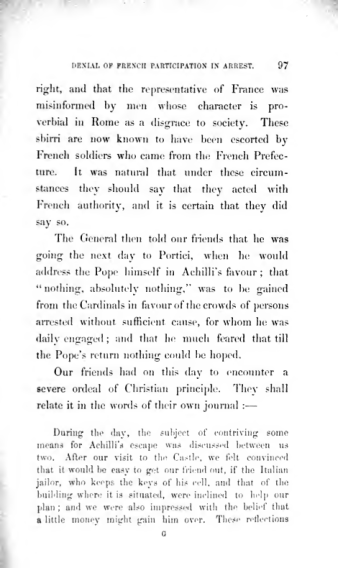 DENIAL OF FRENCH PARTICIPATION IN ARREST. 97
right, and that the representative of France was
misinformed by men whose character is pro-
verbial in Rome as a disgrace to society. These
sbirri are now known to have been escorted by
French soldiers who came from the French Prefec-
ture. It was natural that under these circum-
stances they should say that they acted with
French authority, and it is certain that they did
say so.
The General then told our friends that he was
going the next day to Portici, when he would
address the Pope himself in Achilli's favour; that
"nothing, absolutely nothing," was to be gained
from the Cardinals in favour of the crowds of persons
arrested without sufficient cause, for whom he was
daily engaged; and that he much feared that till
the Pope's return nothing could be hoped.
Our friends had on this day to encounter a
severe ordeal of Christian principle. They shall
relate it in the words of their own journal :—
During the day, the subject of contriving some
means for Achilli's escape was discussed between us
two. After our visit to the Castle, we felt convinced
that it would be easy to get our friend out, if the Italian
jailor, who keeps the keys of his cell, and that of the
building where it is situated, were inclined to help our
plan; and we were also impressed with the belief that
a little money might gain him over. These reflections
G